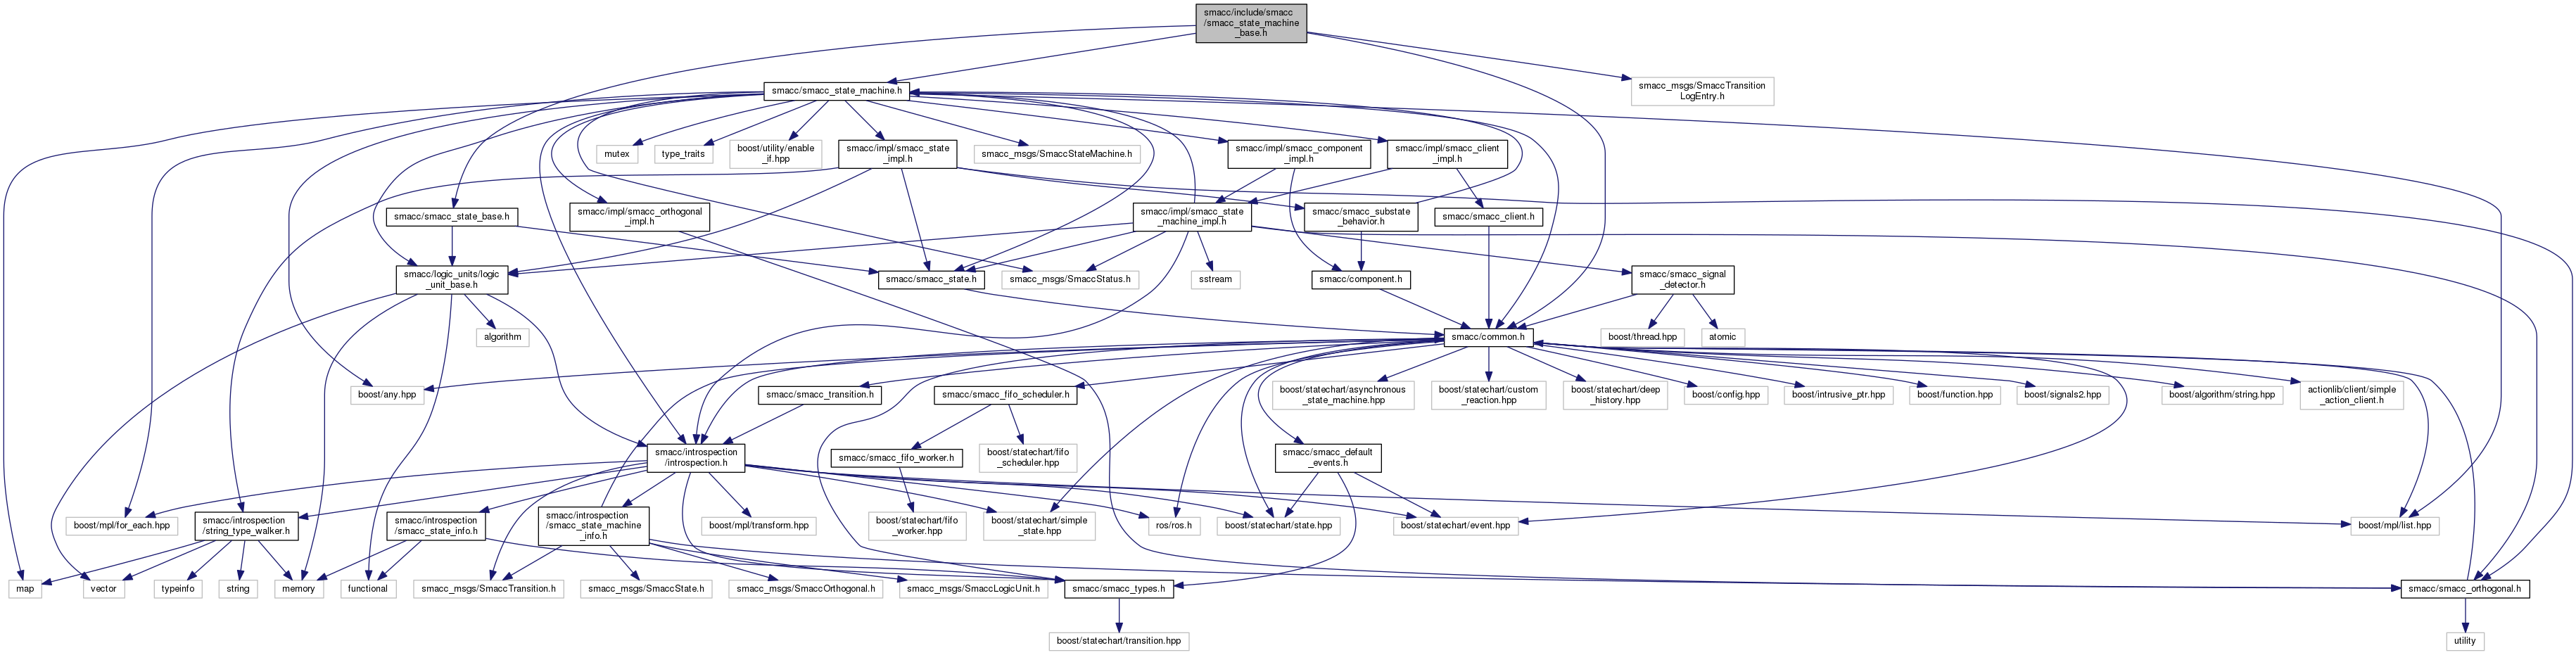 smacc/include/smacc
/smacc_state_machine
_base.h
smacc/smacc_state_machine.h
smacc_msgs/SmaccTransition
LogEntry.h
mutex
type_traits
boost/utility/enable
_if.hpp
smacc/impl/smacc_state
_impl.h
smacc_msgs/SmaccStateMachine.h
smacc/impl/smacc_component
_impl.h
smacc/impl/smacc_client
_impl.h
smacc/smacc_state_base.h
smacc/impl/smacc_orthogonal
_impl.h
smacc/impl/smacc_state
_machine_impl.h
smacc/smacc_substate
_behavior.h
smacc/smacc_client.h
smacc/logic_units/logic
_unit_base.h
smacc/smacc_state.h
smacc_msgs/SmaccStatus.h
sstream
smacc/component.h
smacc/smacc_signal
_detector.h
algorithm
smacc/common.h
boost/thread.hpp
atomic
boost/any.hpp
smacc/smacc_transition.h
smacc/smacc_fifo_scheduler.h
boost/statechart/asynchronous
_state_machine.hpp
boost/statechart/custom
_reaction.hpp
boost/statechart/deep
_history.hpp
boost/config.hpp
boost/intrusive_ptr.hpp
boost/function.hpp
boost/signals2.hpp
boost/algorithm/string.hpp
actionlib/client/simple
_action_client.h
smacc/introspection
/introspection.h
smacc/smacc_fifo_worker.h
boost/statechart/fifo
_scheduler.hpp
smacc/smacc_default
_events.h
boost/mpl/for_each.hpp
smacc/introspection
/string_type_walker.h
smacc/introspection
/smacc_state_info.h
smacc/introspection
/smacc_state_machine
_info.h
boost/mpl/transform.hpp
boost/statechart/fifo
_worker.hpp
boost/statechart/simple
_state.hpp
ros/ros.h
boost/statechart/state.hpp
boost/statechart/event.hpp
boost/mpl/list.hpp
map
vector
typeinfo
string
memory
functional
smacc_msgs/SmaccTransition.h
smacc_msgs/SmaccState.h
smacc_msgs/SmaccOrthogonal.h
smacc_msgs/SmaccLogicUnit.h
smacc/smacc_types.h
smacc/smacc_orthogonal.h
boost/statechart/transition.hpp
utility